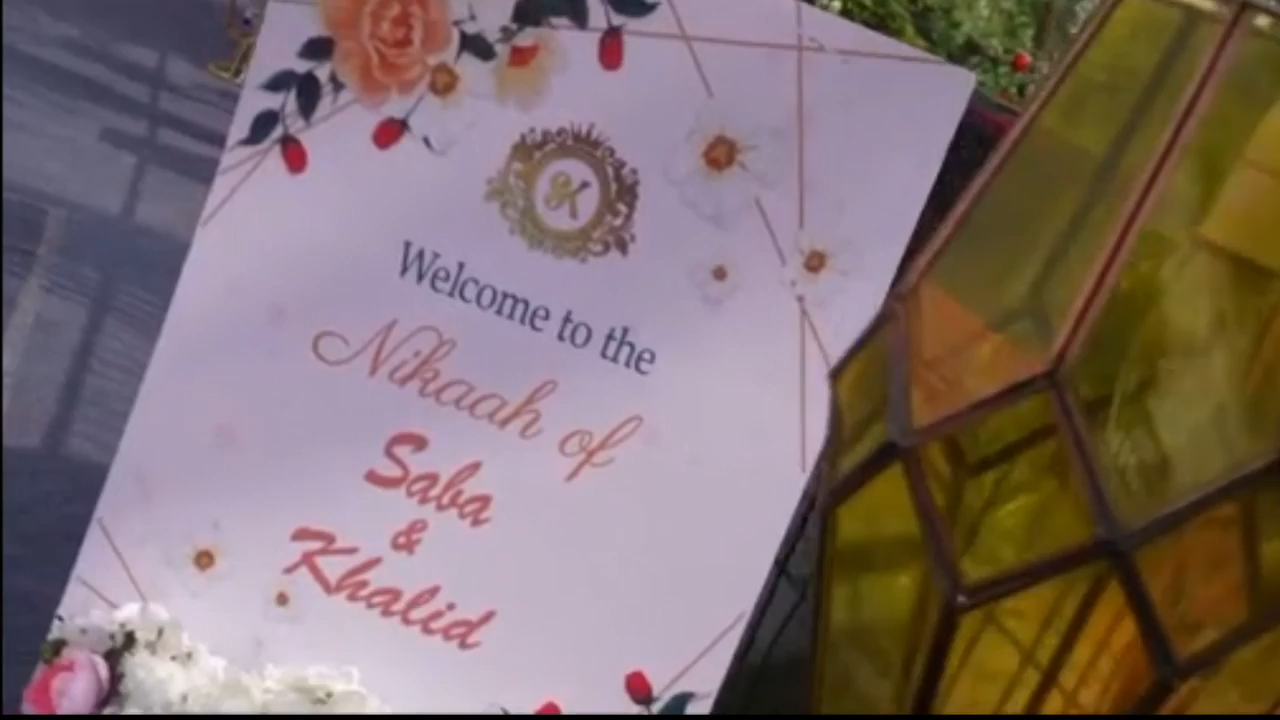 Welcome to the
Nikaah of
Saba
&
Khalid